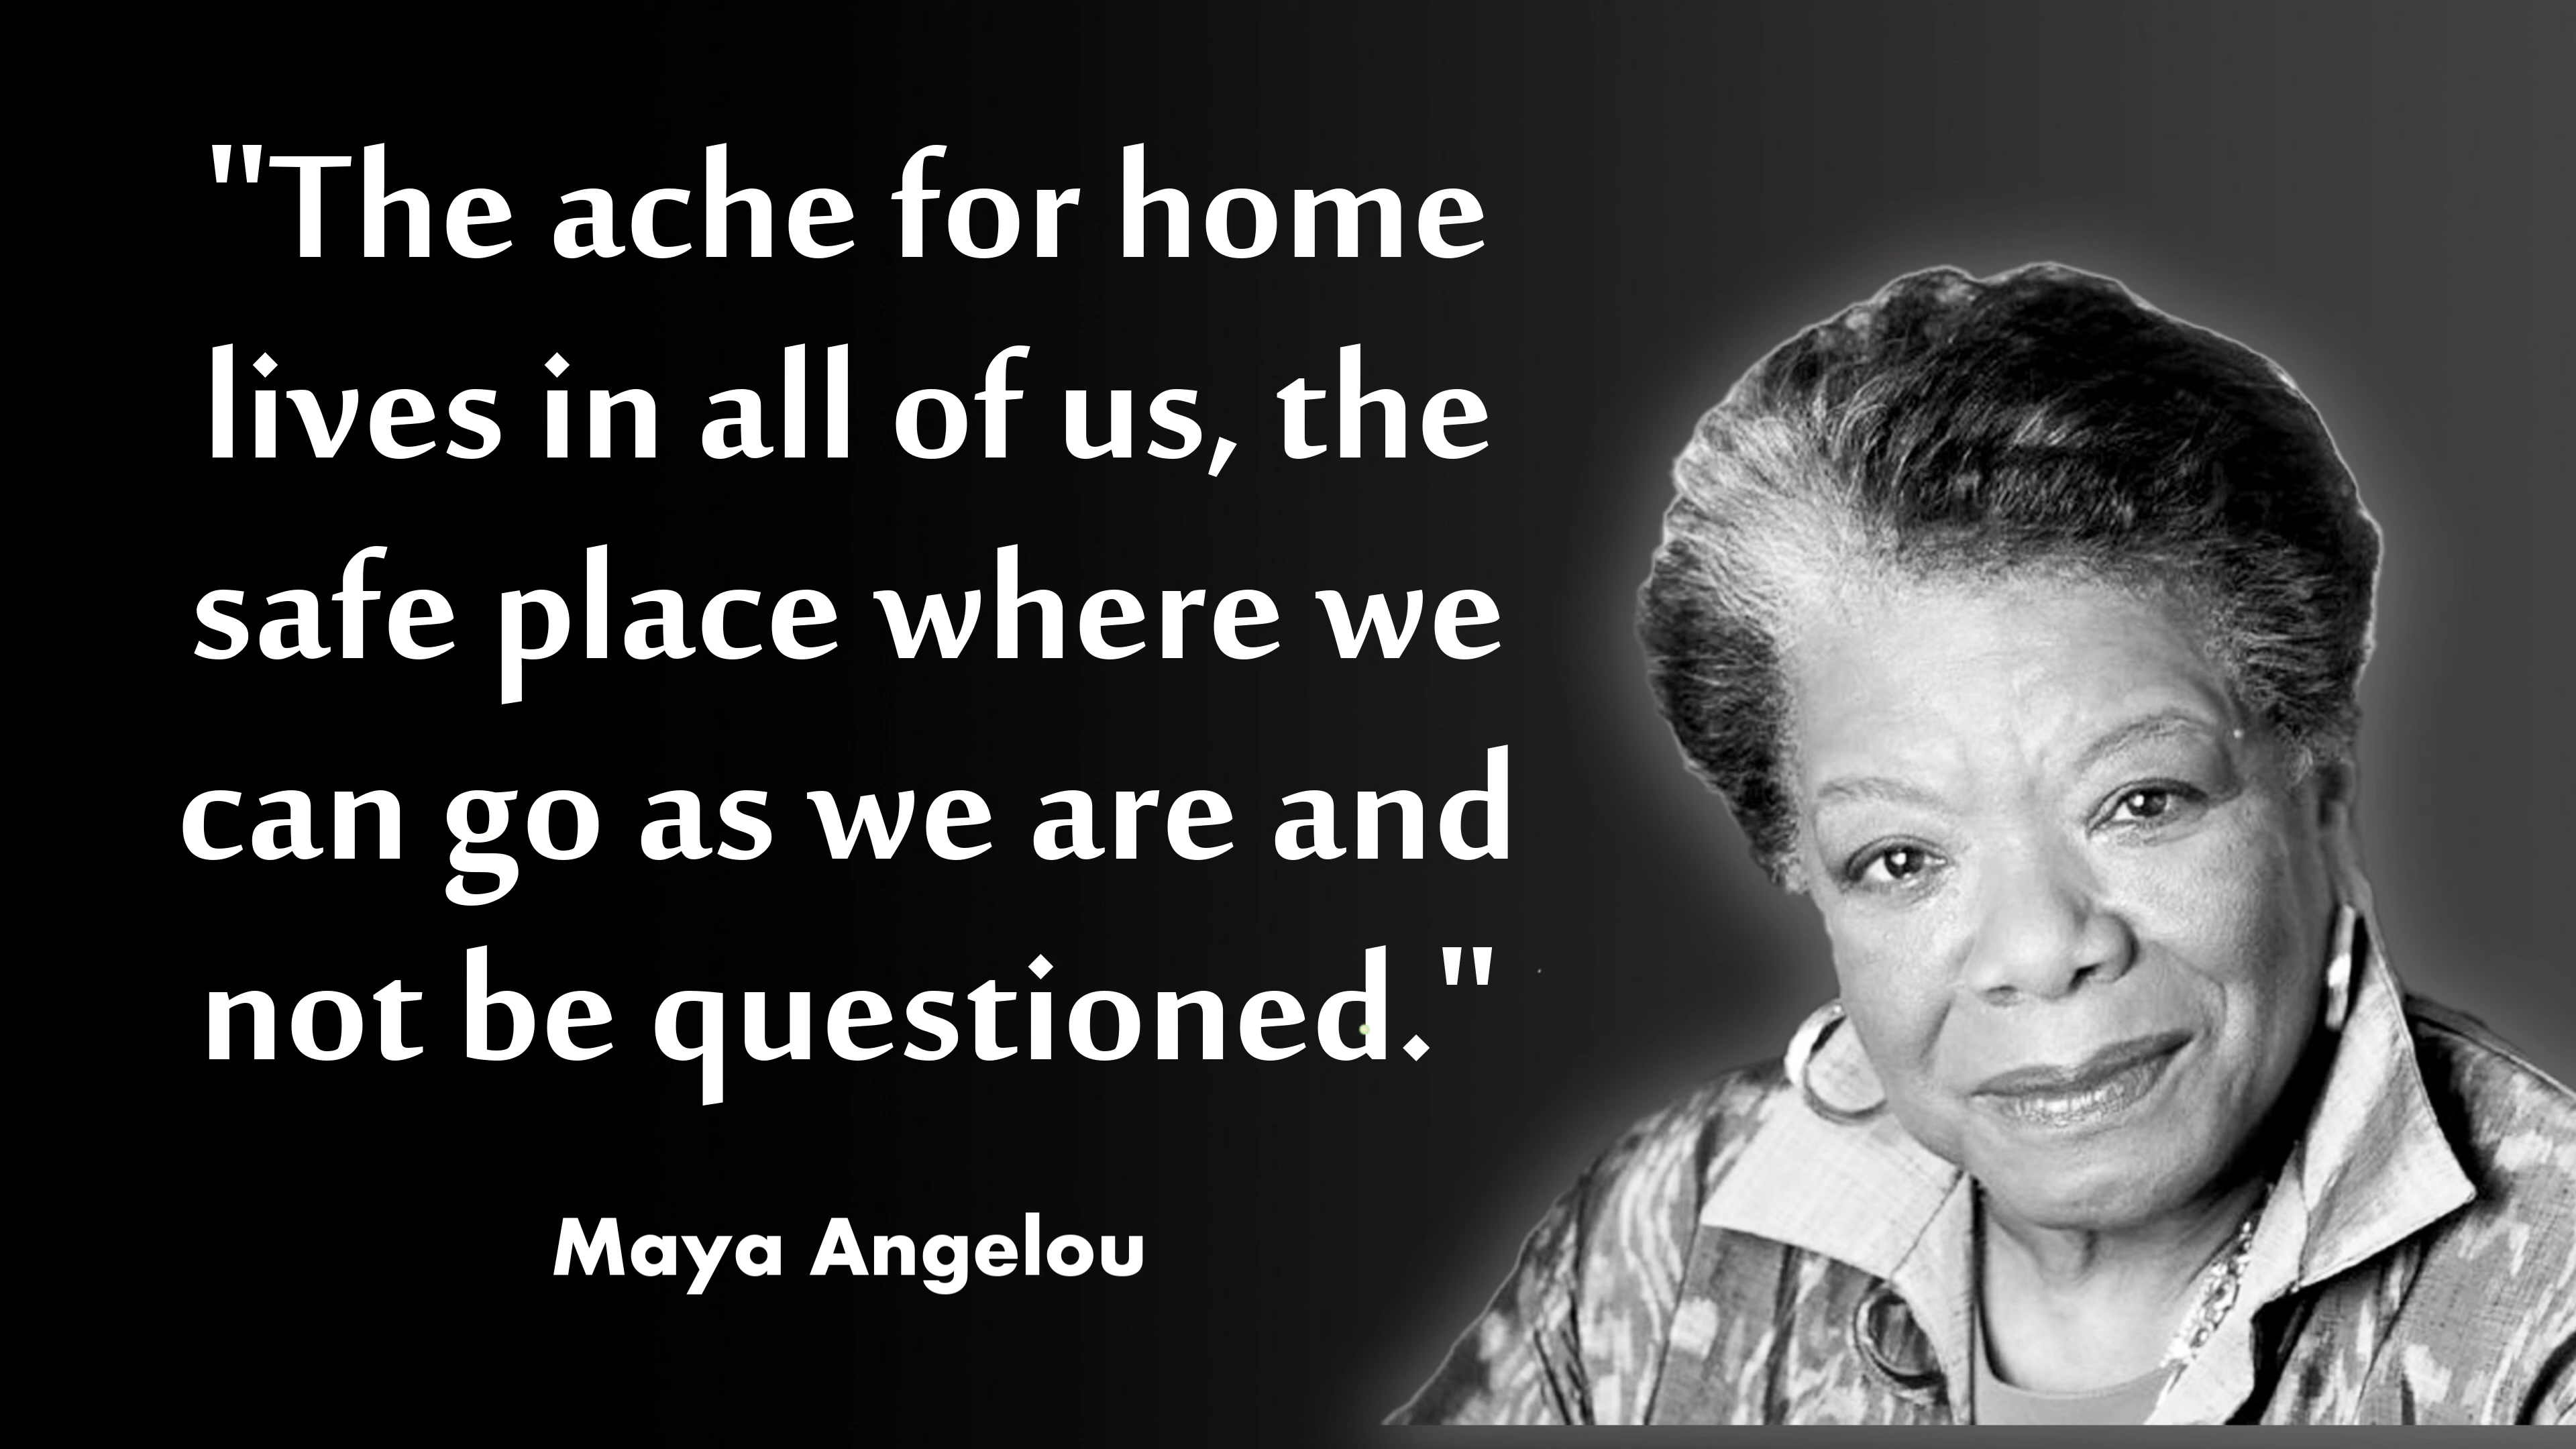 "The ache for home
lives in all of us, the
safe place where we
can go as we are and
not be questioned."
Maya Angelou